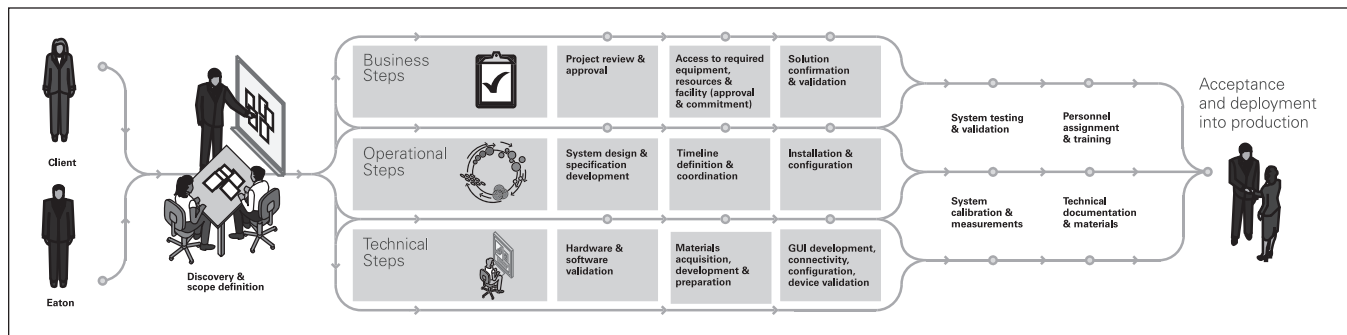 Client
Eaton
Discovery &
scope definition
Business
Steps
Project review &
approval
Access to required
equipment,
resources &
facility (approval
& commitment)
Solution
confirmation
& validation
Operational
Steps
System design &
specification
development
Timeline
definition &
coordination
Installation &
configuration
Technical
Steps
Hardware &
software
validation
Materials
acquisition,
development &
preparation
GUI development,
connectivity,
configuration,
device validation
System testing
& validation
Personnel
assignment
& training
System
calibration &
measurements
Technical
documentation
& materials
Acceptance
and deployment
into production